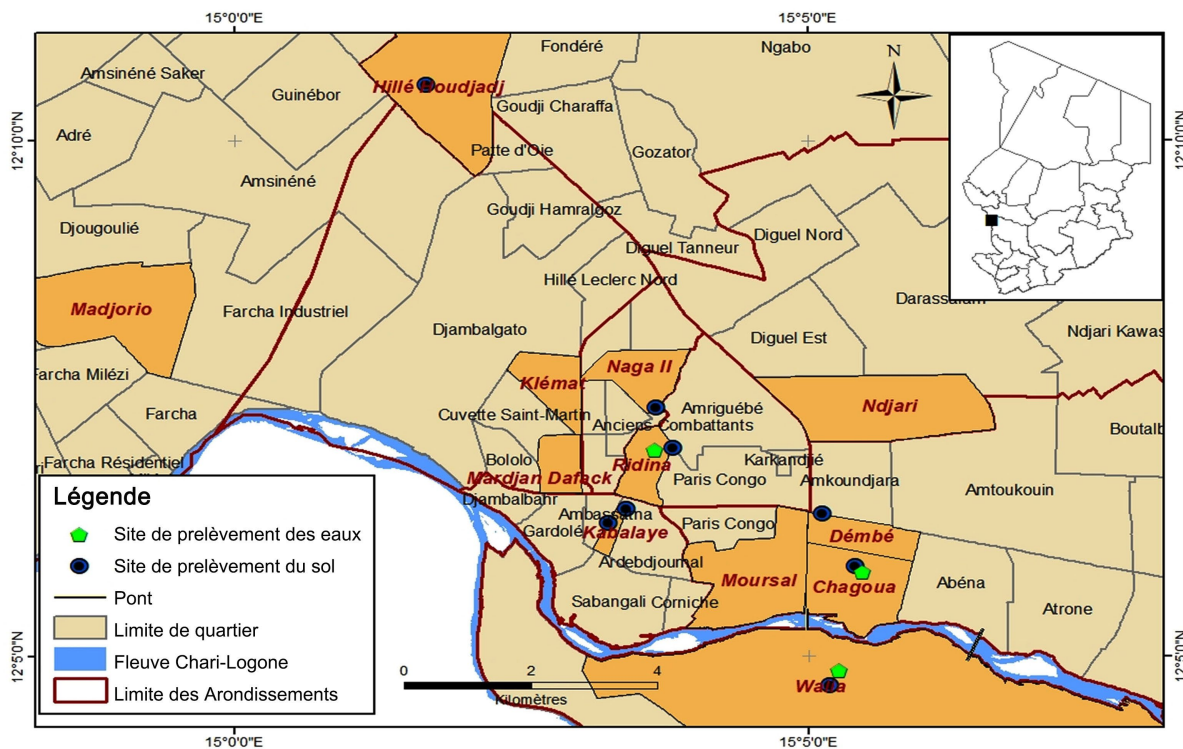 15°0'0"E
15°5'0"E
12°10'0"N
12°10'0"N
Fondéré
Ngabo
N
Amsinéné Saker
Hillé Boudjadj
Guinébor
Goudji Charaffa
Adré
Patte d'Oie
Gozator
Amsinéné
Goudji Hamralgoz
Djougoulié
Diguel Nord
Diguel Tanneur
Hillé Leclerc Nord
Darassalam
Madjorio
Farcha Industriel
Djambalgato
Diguel Est
Ndjari Kawas
Farcha Milézi
Naga II
Klémat
Farcha
Cuvette Saint-Martin
Amriguébé
Ndjari
Anciens-Combattants
Boutalb
Farcha Résidentiel
Bololo
Ridina
Karkandjié
Mardjan Daffack
Paris Congo
Amkoundjara
Amtoukouin
Djambalbahr
Ambassatna
Gardolé
Kabalaye
Paris Congo
Démbé
Ardebdjoumal
Moursal
Chagoua
Abéna
Sabangali
Corniche
Atrone
Walia
Légende
Site de prelèvement des eaux
Site de prelèvement du sol
Pont
Limite de quartier
Fleuve Chari-Logone
Limite des Arondissements
0 2 4
Kilomètres
12°5'0"N
12°5'0"N
15°0'0"E
15°5'0"E